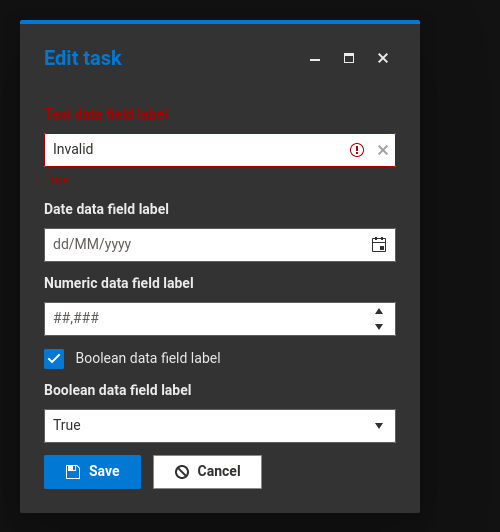 Edit task
Text data field label
Invalid
Date data field label
dd/MM/yyyy
Numeric data field label
##,###
Boolean data field label
Boolean data field label
True
Save
Cancel